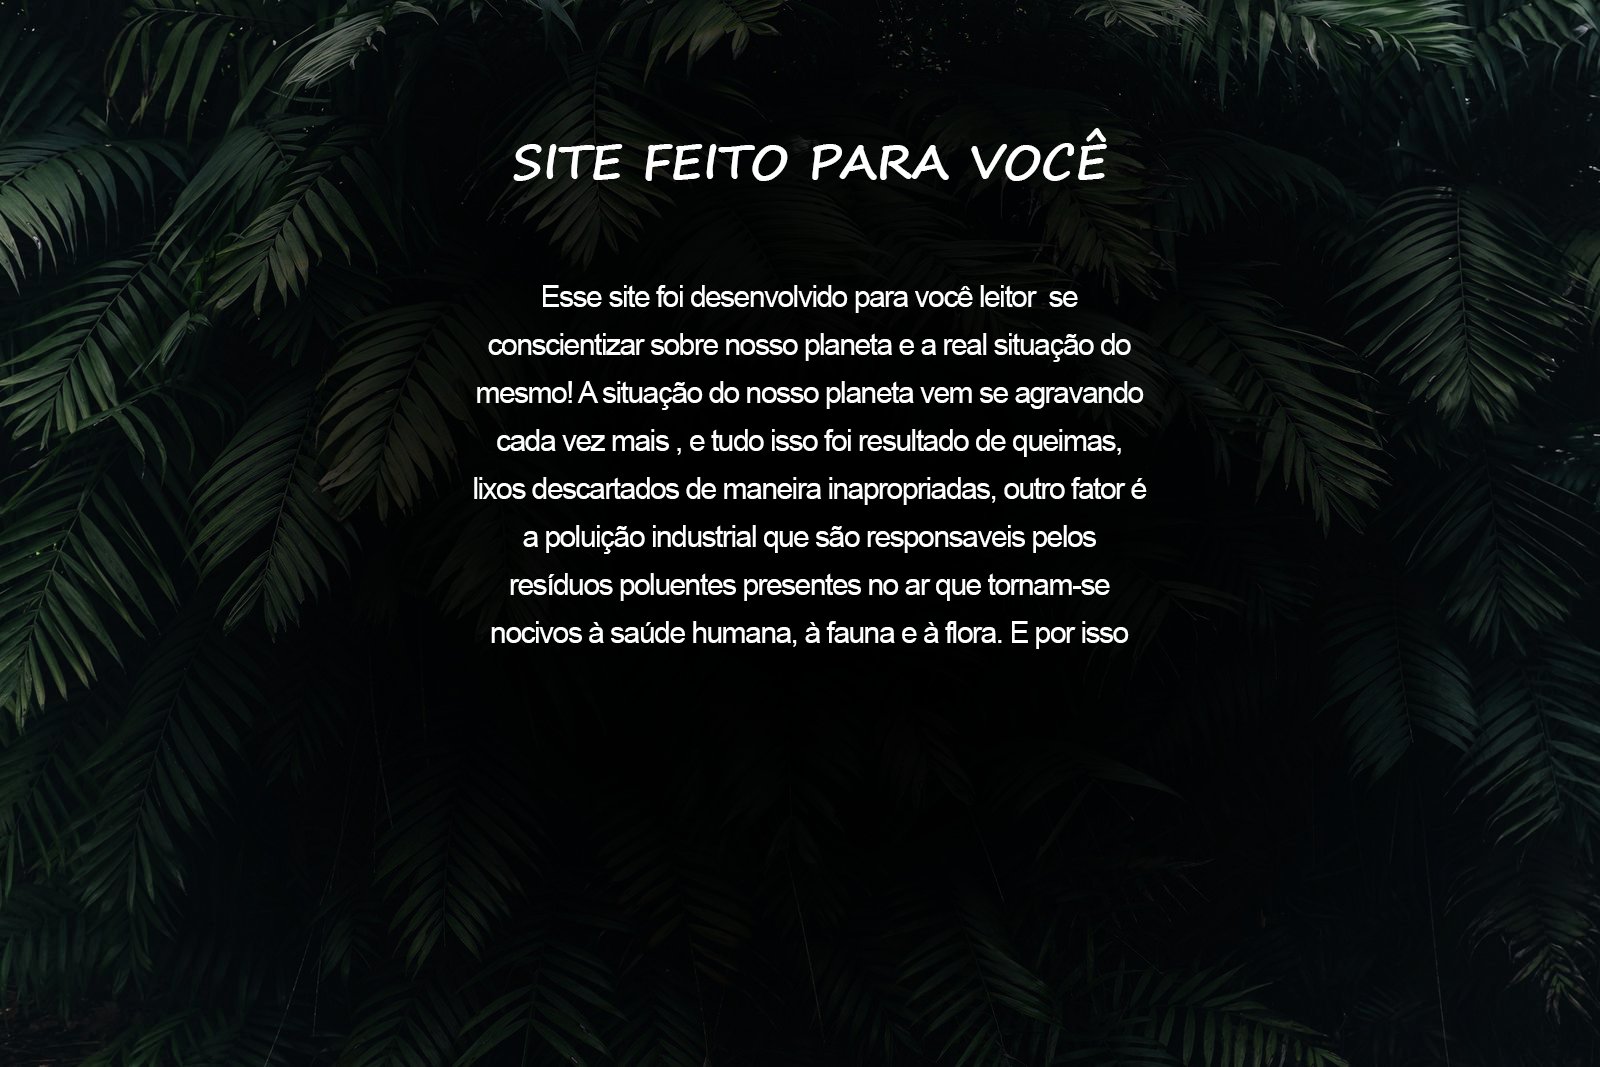 SITE FEITO PARA VOCÊ
Esse site foi desenvolvido para você leitor  se
conscientizar sobre nosso planeta e a real situação do
mesmo! A situação do nosso planeta vem se agravando
cada vez mais , e tudo isso foi resultado de queimas,
lixos descartados de maneira inapropriadas, outro fator é
a poluição industrial que são responsaveis pelos
resíduos poluentes presentes no ar que tornam-se
nocivos à saúde humana, à fauna e à flora. E por isso